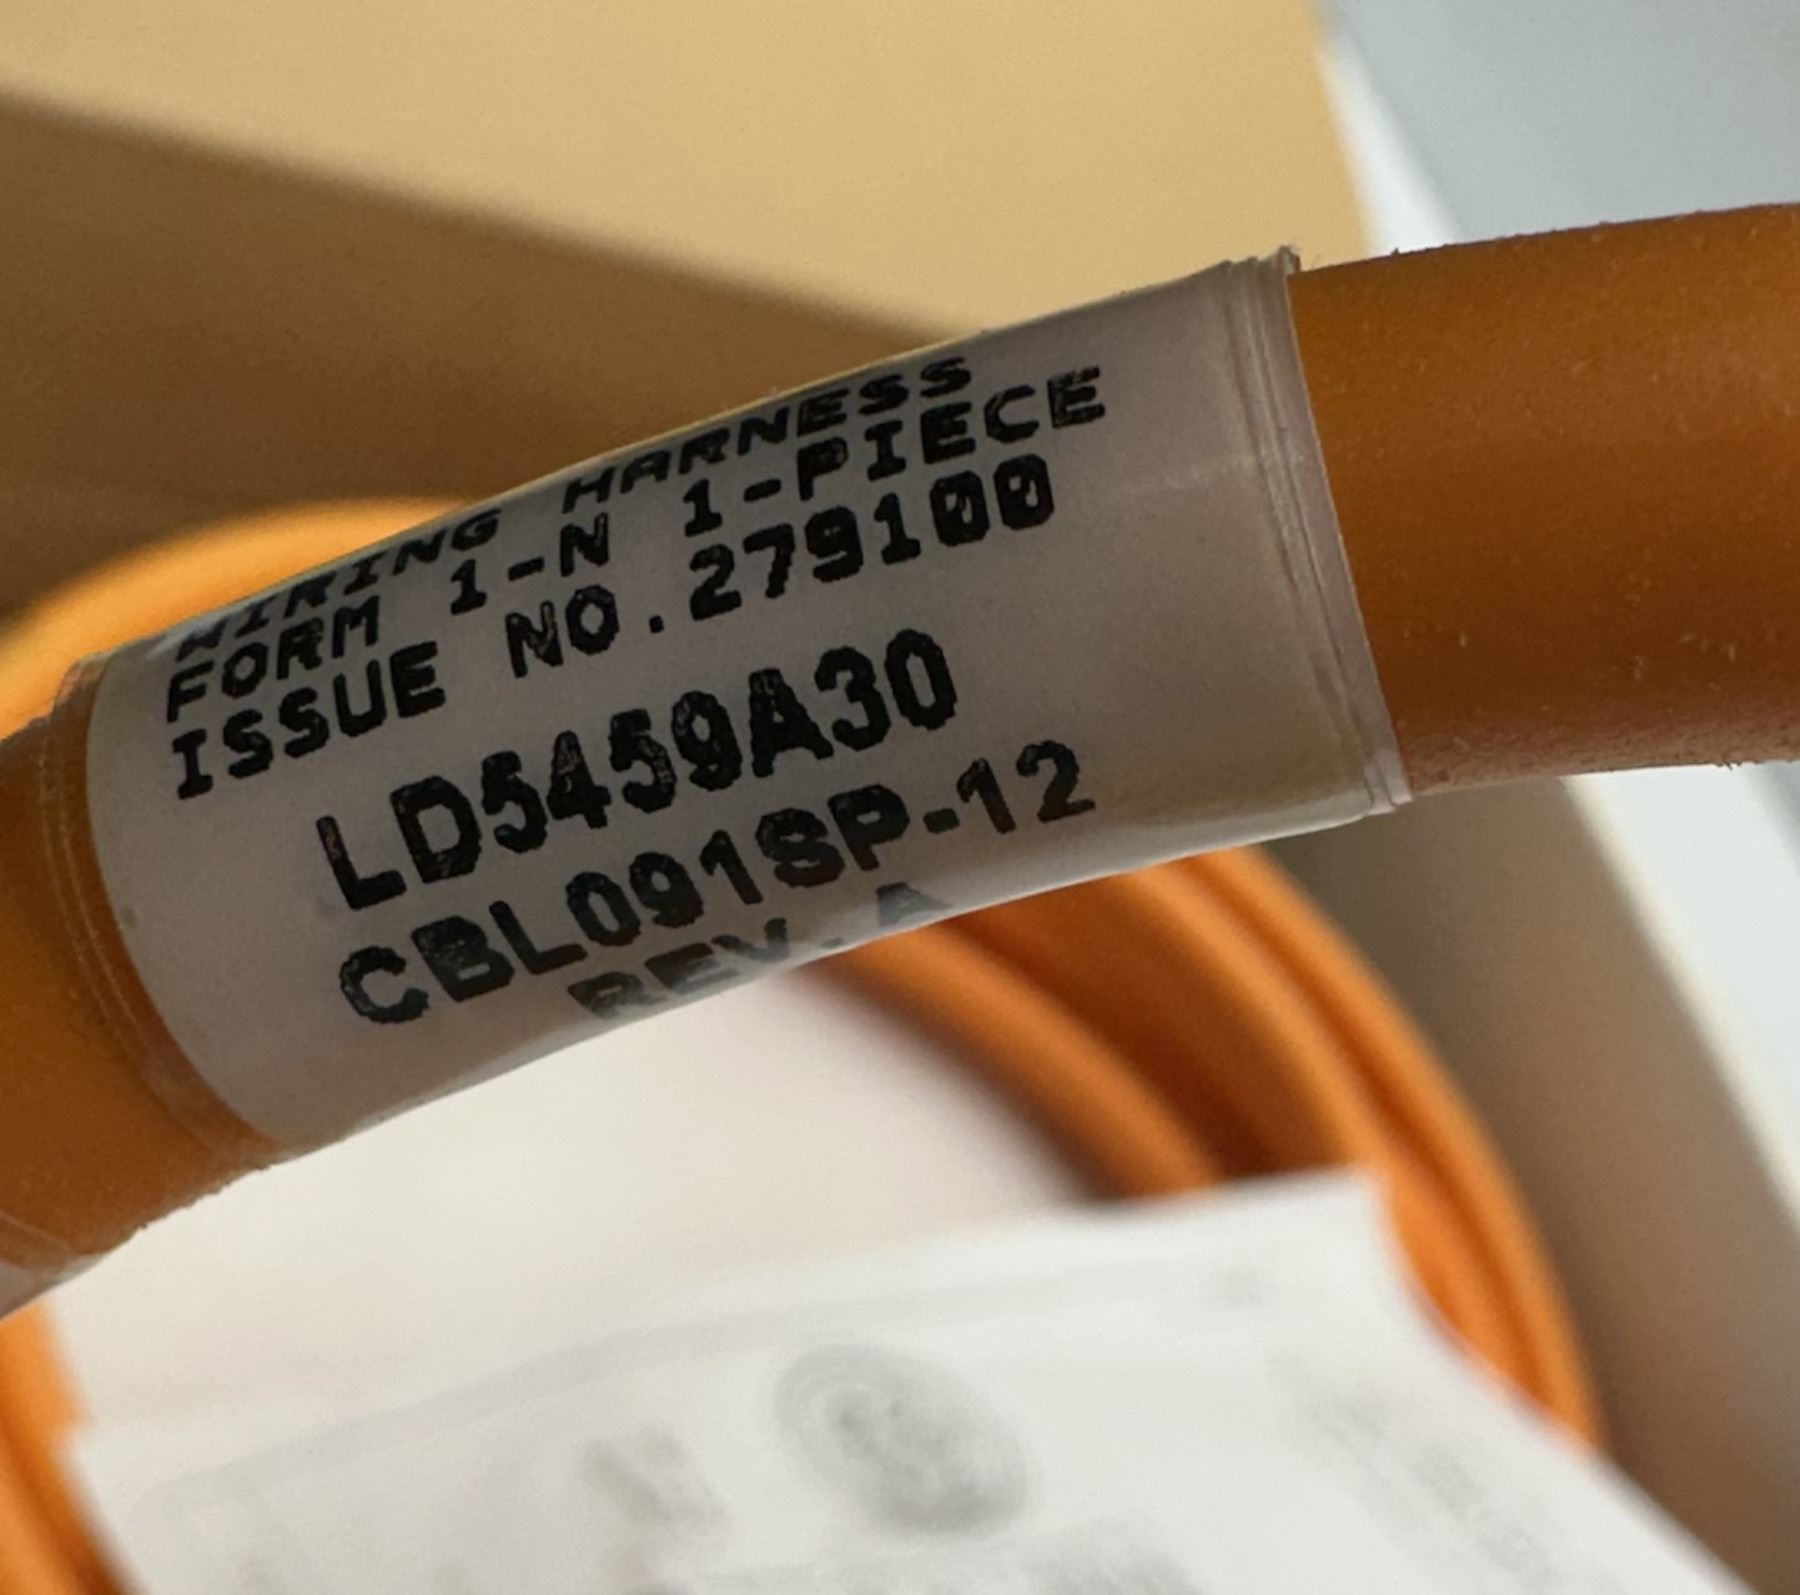 WIRING HARNESS
FORM 1-N 1-PIECE
ISSUE NO.279100
LD5459A30
CBL091SP-12
REV.A